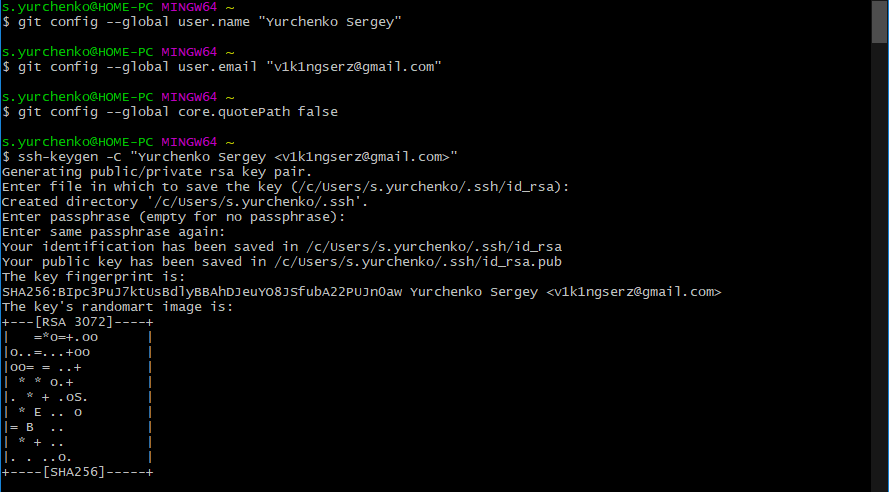 s.yurchenko@HOME-PC MINGW64 ~
$ git config --global user.name "Yurchenko Sergey"

s.yurchenko@HOME-PC MINGW64 ~
$ git config --global user.email "v1k1ngserz@gmail.com"

s.yurchenko@HOME-PC MINGW64 ~
$ git config --global core.quotePath false

s.yurchenko@HOME-PC MINGW64 ~
$ ssh-keygen -C "Yurchenko Sergey <v1k1ngserz@gmail.com>"
Generating public/private rsa key pair.
Enter file in which to save the key (/c/Users/s.yurchenko/.ssh/id_rsa):
Created directory '/c/Users/s.yurchenko/.ssh'.
Enter passphrase (empty for no passphrase):
Enter same passphrase again:
Your identification has been saved in /c/Users/s.yurchenko/.ssh/id_rsa
Your public key has been saved in /c/Users/s.yurchenko/.ssh/id_rsa.pub
The key fingerprint is:
SHA256:BIpc3PuJ7ktUsBdlyBBAhDJeuYO8JSfubA22PUJnOaw Yurchenko Sergey <v1k1ngserz@gmail.com>
The key's randomart image is:
+---[RSA 3072]----+
|   =*o=+.oo      |
|o..=...+oo       |
|oo= = ..+        |
| * * o.+         |
|. * + .oS.       |
| * E .. o        |
|= B  ..          |
| * + ..          |
|. . ..o.         |
+----[SHA256]-----+